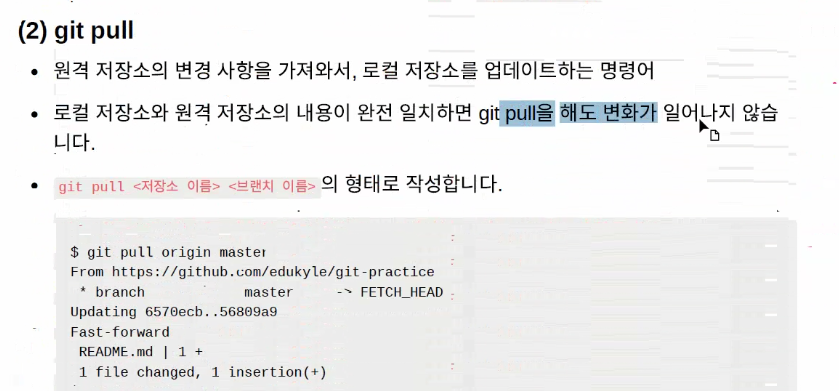 (2) git pull
• 원격 저장소의 변경 사항을 가져와서, 로컬 저장소를 업데이트하는 명령어
• 로컬 저장소와 원격 저장소의 내용이 완전 일치하면 git pull을 해도 변화가 일어나지 않습
니다.
• git pull <저장소 이름> <브랜치 이름> 의 형태로 작성합니다.
$ git pull origin master
From https://github.com/edukyle/git-practice
 * branch            master     -> FETCH_HEAD
Updating 6570ecb..56809a9
Fast-forward
 README.md | 1 +
 1 file changed, 1 insertion(+)